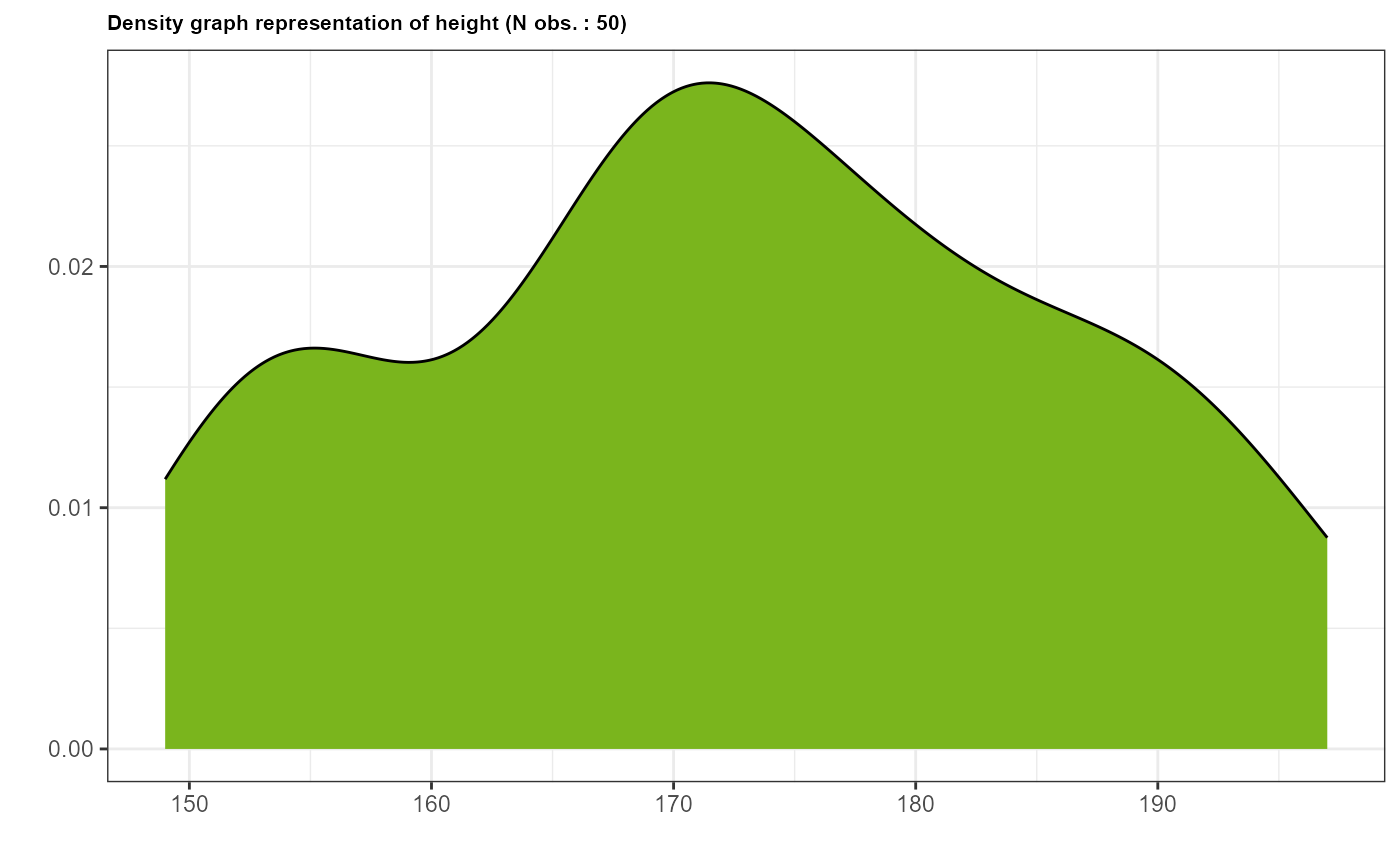 Density graph representation of height (N obs. : 50)
0.02
0.01
0.00
150 160 170 180 190